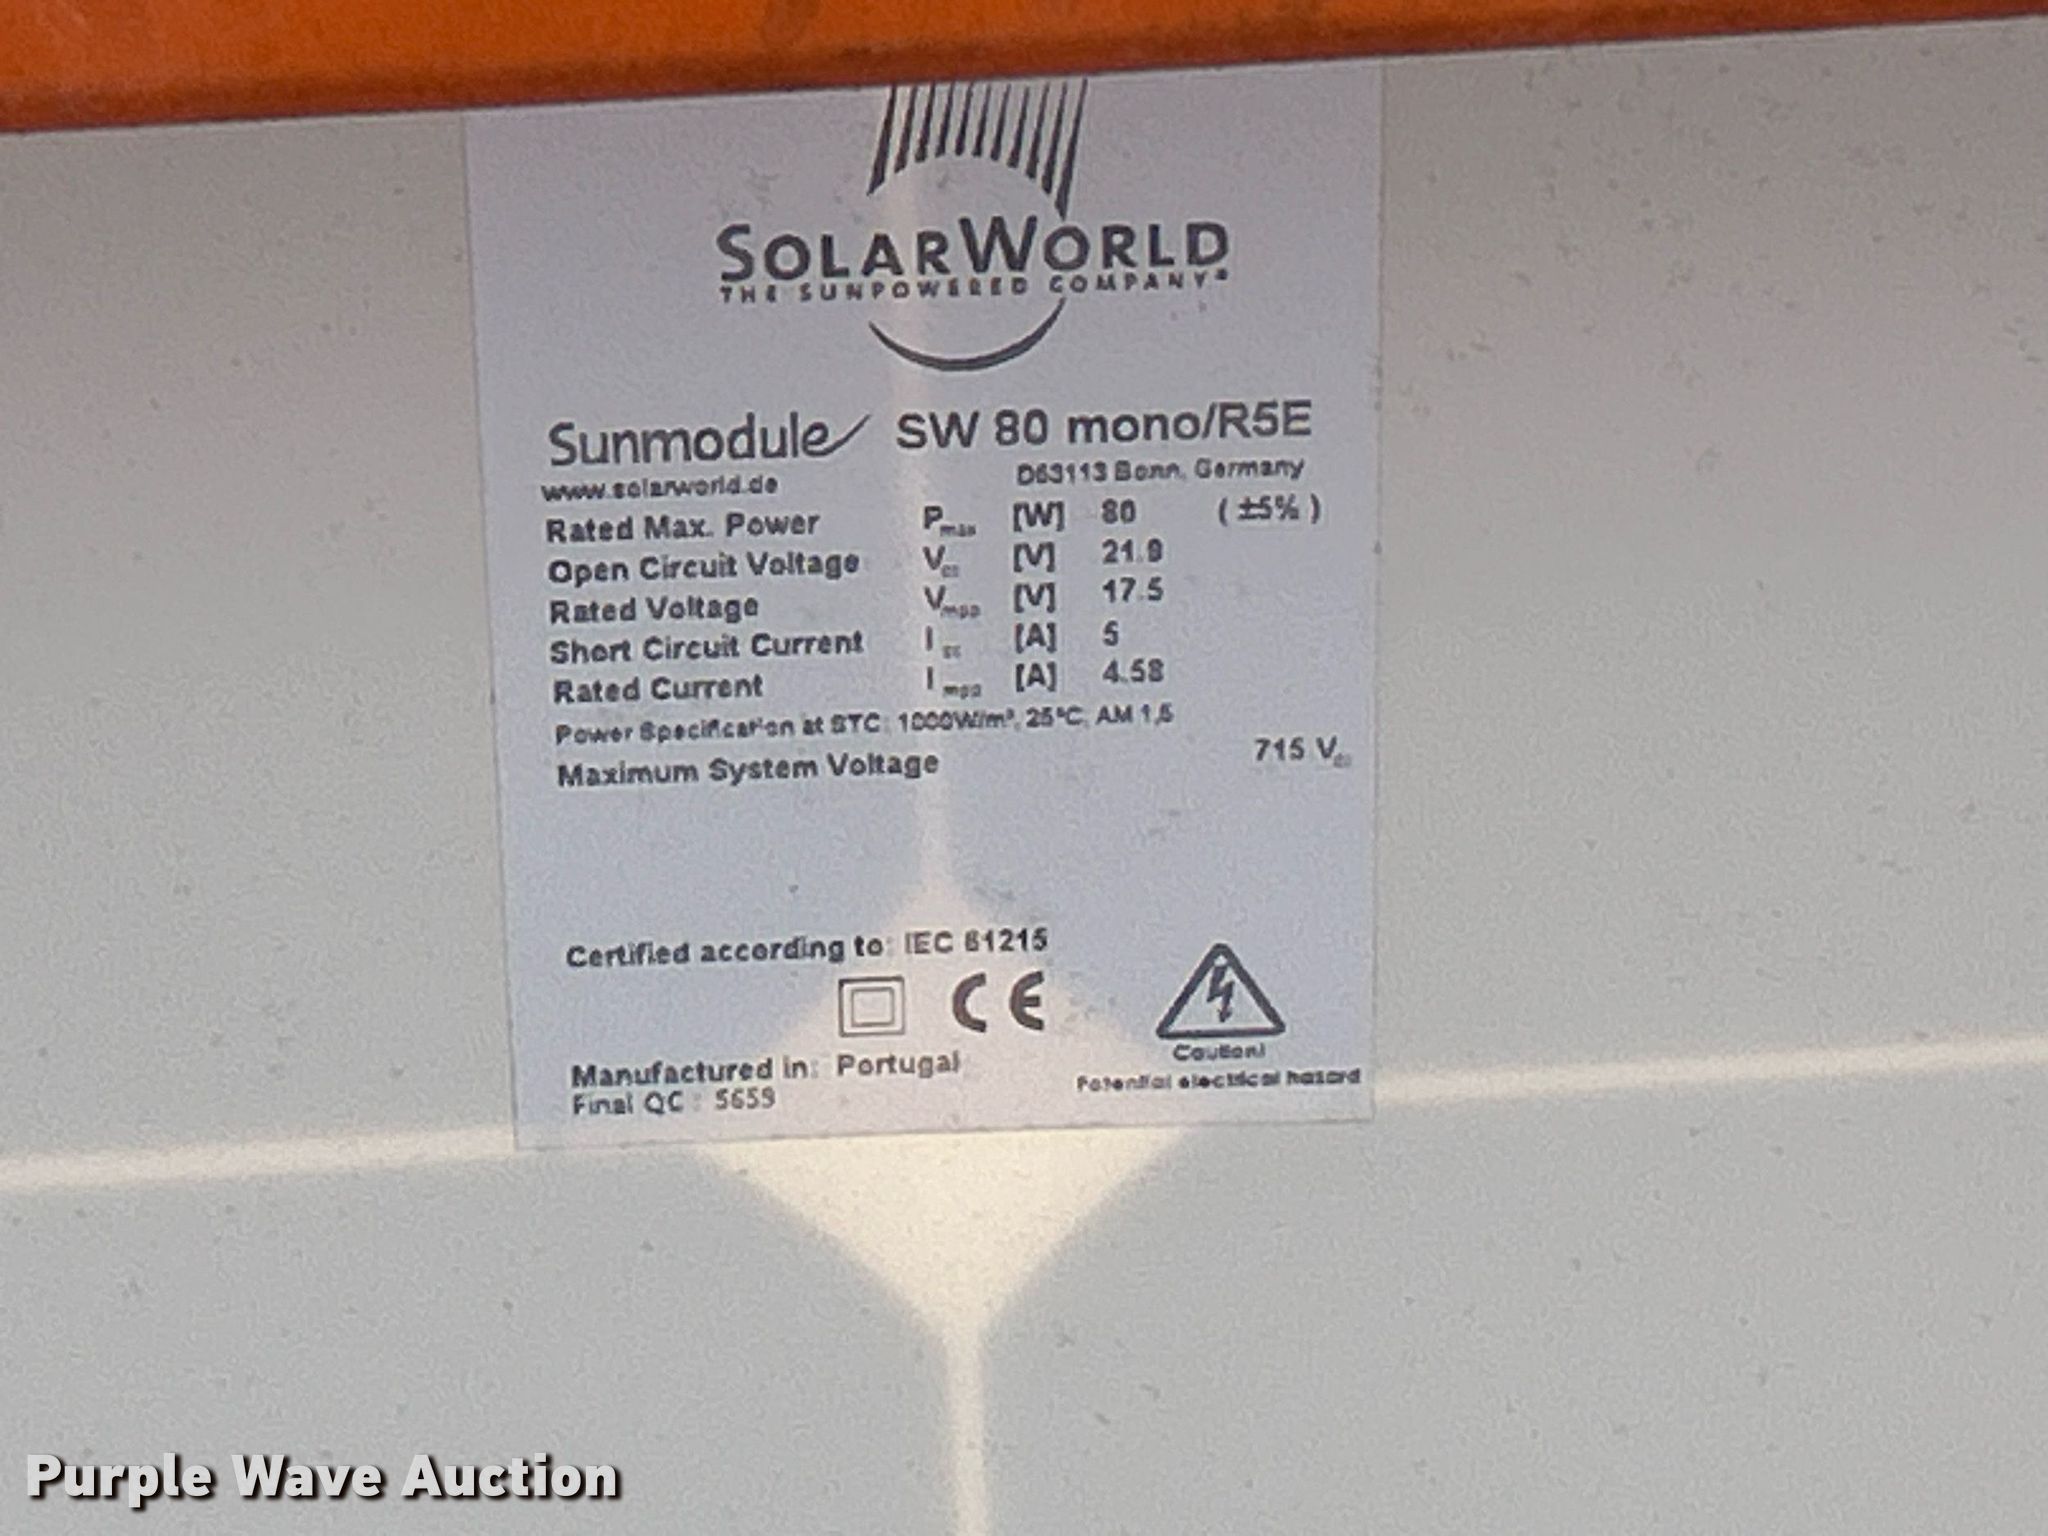 SOLARWORLD
THE SUNPOWERED COMPANY®
Sunmodule SW 80 mono/R5E
www.solarworld.de D53113 Bonn, Germany
Rated Max. Power Pmax [W] 80 (±5%)
Open Circuit Voltage Voc [V] 21.9
Rated Voltage Vmpp [V] 17.5
Short Circuit Current Isc [A] 5
Rated Current Impp [A] 4.58
Power Specification at STC: 1000W/m², 25°C, AM 1,5
Maximum System Voltage 715 Vdc
Certified according to: IEC 61215
CE
Manufactured in: Portugal
Final QC : 5659
Caution!
Potential electrical hazard
Purple Wave Auction